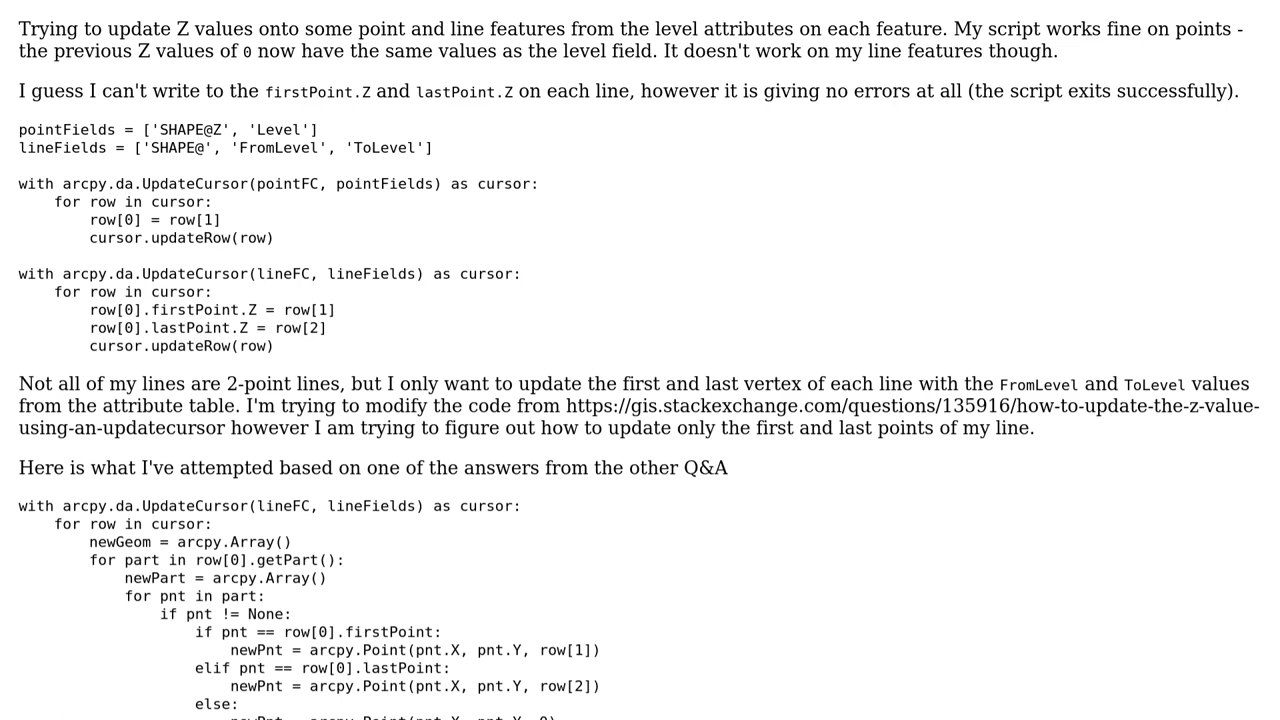 Trying to update Z values onto some point and line features from the level attributes on each feature. My script works fine on points -
the previous Z values of 0 now have the same values as the level field. It doesn't work on my line features though.
I guess I can't write to the firstPoint.Z and lastPoint.Z on each line, however it is giving no errors at all (the script exits successfully).
pointFields = ['SHAPE@Z', 'Level']
lineFields = ['SHAPE@', 'FromLevel', 'ToLevel']
with arcpy.da.UpdateCursor(pointFC, pointFields) as cursor:
    for row in cursor:
        row[0] = row[1]
        cursor.updateRow(row)
with arcpy.da.UpdateCursor(lineFC, lineFields) as cursor:
    for row in cursor:
        row[0].firstPoint.Z = row[1]
        row[0].lastPoint.Z = row[2]
        cursor.updateRow(row)
Not all of my lines are 2-point lines, but I only want to update the first and last vertex of each line with the FromLevel and ToLevel values
from the attribute table. I'm trying to modify the code from https://gis.stackexchange.com/questions/135916/how-to-update-the-z-value-
using-an-updatecursor however I am trying to figure out how to update only the first and last points of my line.
Here is what I've attempted based on one of the answers from the other Q&A
with arcpy.da.UpdateCursor(lineFC, lineFields) as cursor:
    for row in cursor:
        newGeom = arcpy.Array()
        for part in row[0].getPart():
            newPart = arcpy.Array()
            for pnt in part:
                if pnt != None:
                    if pnt == row[0].firstPoint:
                        newPnt = arcpy.Point(pnt.X, pnt.Y, row[1])
                    elif pnt == row[0].lastPoint:
                        newPnt = arcpy.Point(pnt.X, pnt.Y, row[2])
                    else: